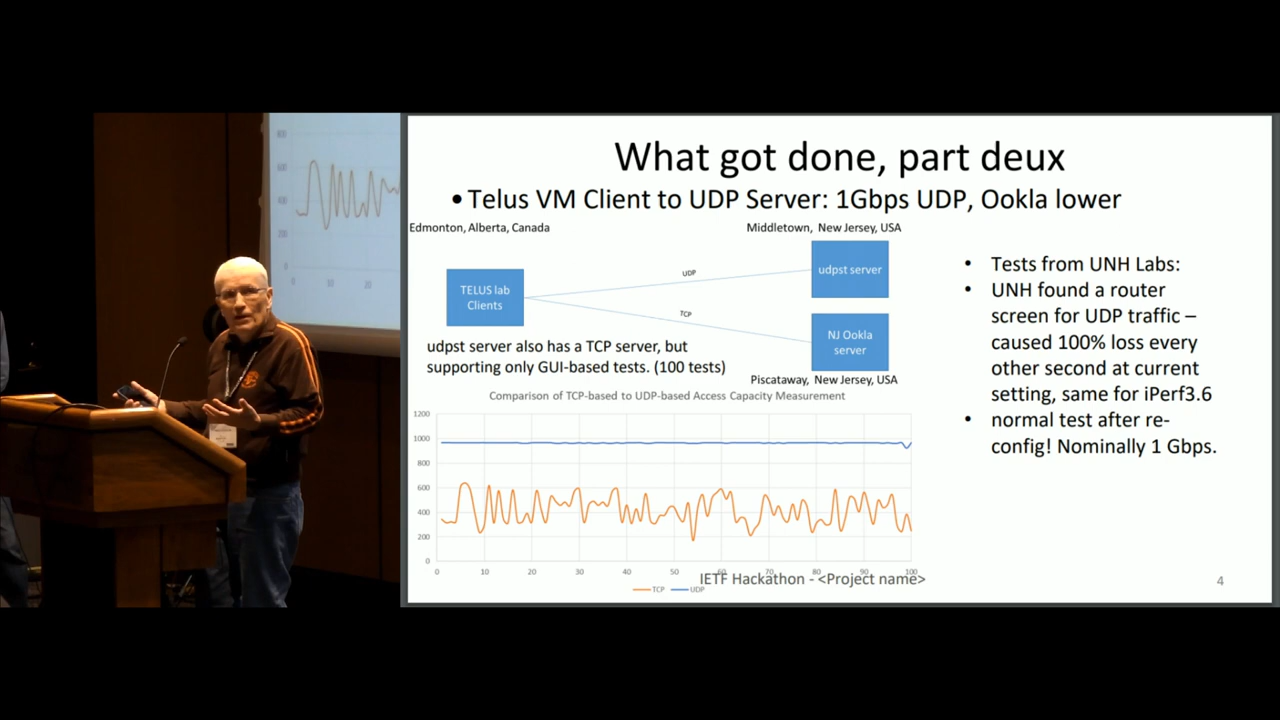 What got done, part deux
• Telus VM Client to UDP Server: 1Gbps UDP, Ookla lower
Edmonton, Alberta, Canada
Middletown, New Jersey, USA
TELUS lab
Clients
UDP
TCP
udpst server
NJ Ookla
server
Piscataway, New Jersey, USA
udpst server also has a TCP server, but
supporting only GUI-based tests. (100 tests)
• Tests from UNH Labs:
• UNH found a router
screen for UDP traffic –
caused 100% loss every
other second at current
setting, same for iPerf3.6
• normal test after re-
config! Nominally 1 Gbps.
Comparison of TCP-based to UDP-based Access Capacity Measurement
1200
1000
800
600
400
200
0
0 10 20 30 40 50 60 70 80 90 100
TCP UDP
IETF Hackathon - <Project name>
4